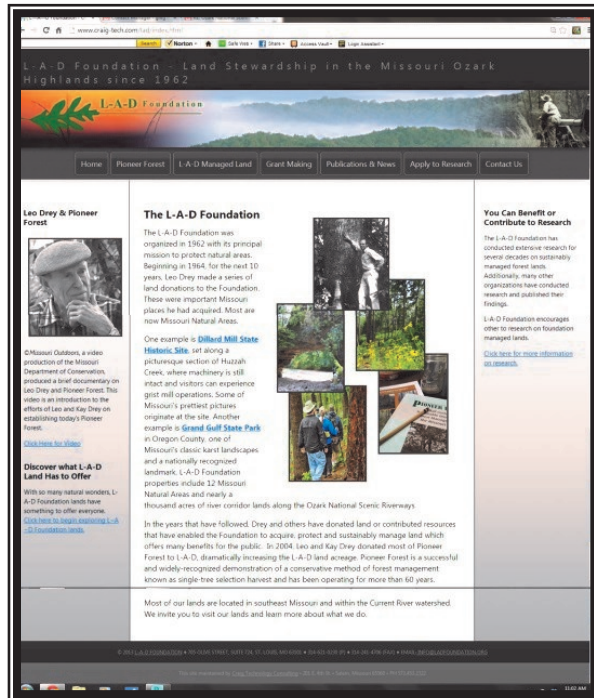 www.craig-tech.com/lad/index.html
Search
Norton
Safe Web
Share
Access Vault
Login Assistant
L-A-D Foundation - Land Stewardship in the Missouri Ozark
Highlands since 1962
L-A-D Foundation
Home
Pioneer Forest
L-A-D Managed Land
Grant Making
Publications & News
Apply to Research
Contact Us
Leo Drey & Pioneer
Forest
©Missouri Outdoors, a video
production of the Missouri
Department of Conservation,
produced a brief documentary on
Leo Drey and Pioneer Forest. This
video is an introduction to the
efforts of Leo and Kay Drey on
establishing today's Pioneer
Forest.
Click Here for Video
Discover what L-A-D
Land Has to Offer
With so many natural wonders, L-
A-D Foundation lands have
something to offer everyone.
Click here to begin exploring L-A
-D Foundation lands.
The L-A-D Foundation
The L-A-D Foundation was
organized in 1962 with its principal
mission to protect natural areas.
Beginning in 1964, for the next 10
years, Leo Drey made a series of
land donations to the Foundation.
These were important Missouri
places he had acquired. Most are
now Missouri Natural Areas.
One example is Dillard Mill State
Historic Site, set along a
picturesque section of Huzzah
Creek, where machinery is still
intact and visitors can experience
grist mill operations. Some of
Missouri's prettiest pictures
originate at the site. Another
example is Grand Gulf State Park
in Oregon County, one of
Missouri's classic karst landscapes
and a nationally recognized
landmark. L-A-D Foundation
properties include 12 Missouri
Natural Areas and nearly a
thousand acres of river corridor lands along the Ozark National Scenic Riverways.
In the years that have followed, Drey and others have donated land or contributed resources
that have enabled the Foundation to acquire, protect and sustainably manage land which
offers many benefits for the public. In 2004, Leo and Kay Drey donated most of Pioneer
Forest to L-A-D, dramatically increasing the L-A-D land acreage. Pioneer Forest is a successful
and widely-recognized demonstration of a conservative method of forest management
known as single-tree selection harvest and has been operating for more than 60 years.
Most of our lands are located in southeast Missouri and within the Current River watershed.
We invite you to visit our lands and learn more about what we do.
You Can Benefit or
Contribute to Research
The L-A-D Foundation has
conducted extensive research for
several decades on sustainably
managed forest lands.
Additionally, many other
organizations have conducted
research and published their
findings.
L-A-D Foundation encourages
other to research on foundation
managed lands.
Click here for more information
on research.
L-A-D FOUNDATION
EMAIL: INFO@LADFOUNDATION.ORG
This site maintained by Craig Technology Consulting
11:02 AM